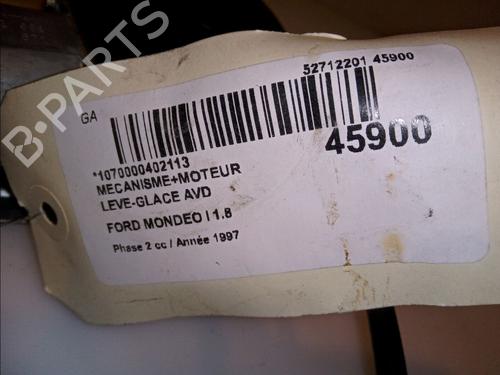 B-PARTS
GA
52712201 45900
45900
*1070000402113
MECANISME+MOTEUR
LEVE-GLACE AVD
FORD MONDEO I 1.8
Phase 2 cc / Année 1997